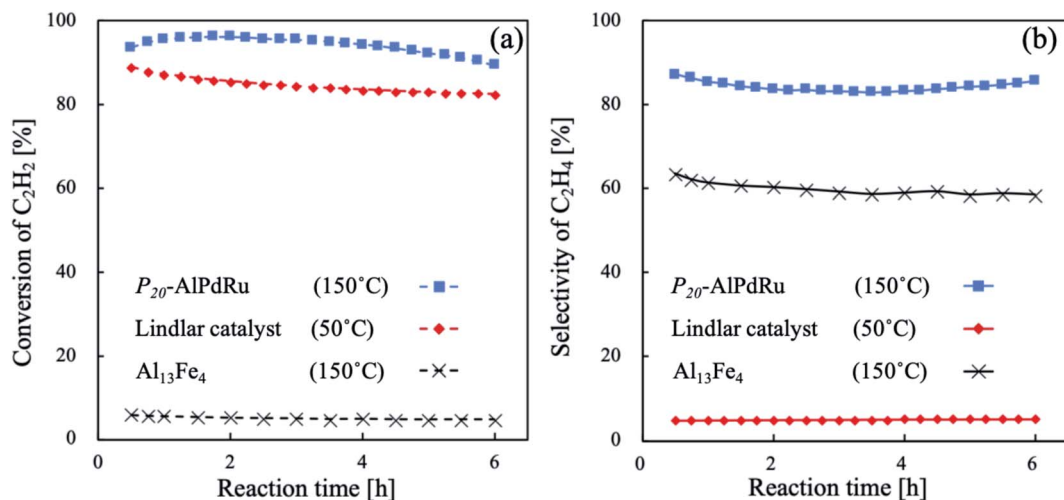 (a)
Conversion of C₂H₂ [%]
100
80
60
40
20
0
P₂₀-AlPdRu (150˚C)
Lindlar catalyst (50˚C)
Al₁₃Fe₄ (150˚C)
0 2 4 6
Reaction time [h]
(b)
Selectivity of C₂H₄ [%]
100
80
60
40
20
0
P₂₀-AlPdRu (150˚C)
Lindlar catalyst (50˚C)
Al₁₃Fe₄ (150˚C)
0 2 4 6
Reaction time [h]